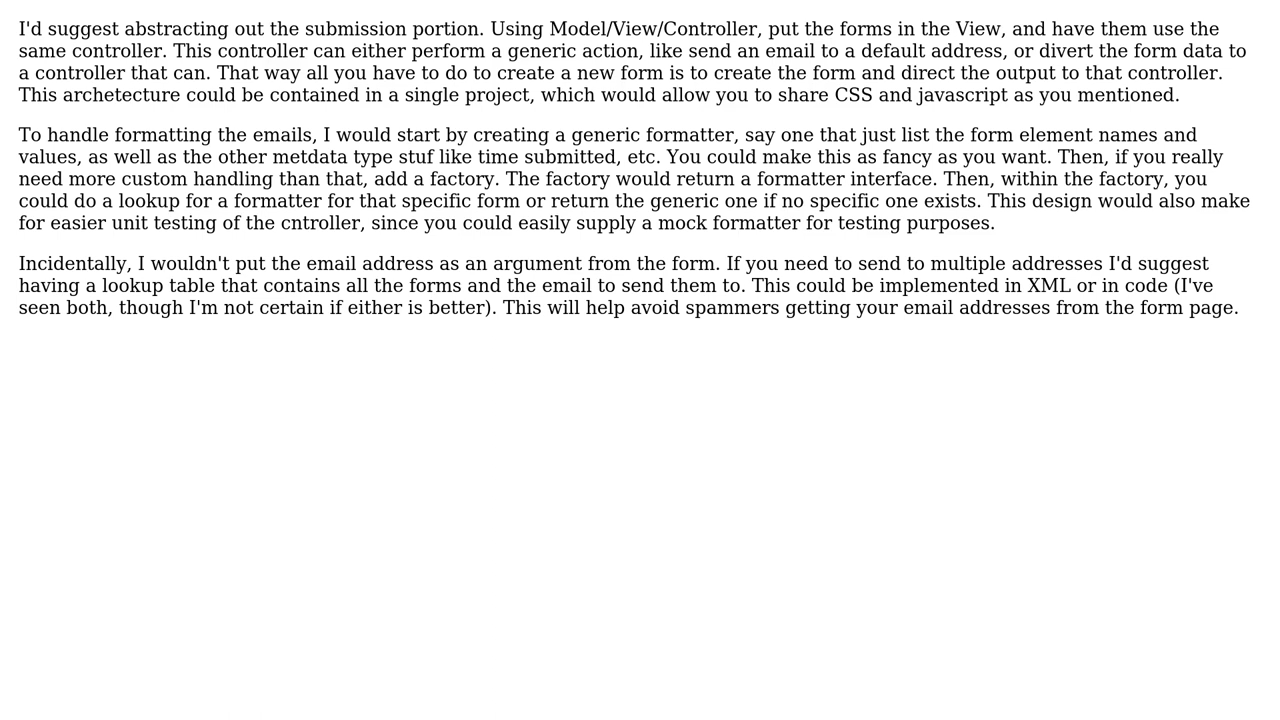 I'd suggest abstracting out the submission portion. Using Model/View/Controller, put the forms in the View, and have them use the
same controller. This controller can either perform a generic action, like send an email to a default address, or divert the form data to
a controller that can. That way all you have to do to create a new form is to create the form and direct the output to that controller.
This archetecture could be contained in a single project, which would allow you to share CSS and javascript as you mentioned.
To handle formatting the emails, I would start by creating a generic formatter, say one that just list the form element names and
values, as well as the other metdata type stuf like time submitted, etc. You could make this as fancy as you want. Then, if you really
need more custom handling than that, add a factory. The factory would return a formatter interface. Then, within the factory, you
could do a lookup for a formatter for that specific form or return the generic one if no specific one exists. This design would also make
for easier unit testing of the cntroller, since you could easily supply a mock formatter for testing purposes.
Incidentally, I wouldn't put the email address as an argument from the form. If you need to send to multiple addresses I'd suggest
having a lookup table that contains all the forms and the email to send them to. This could be implemented in XML or in code (I've
seen both, though I'm not certain if either is better). This will help avoid spammers getting your email addresses from the form page.